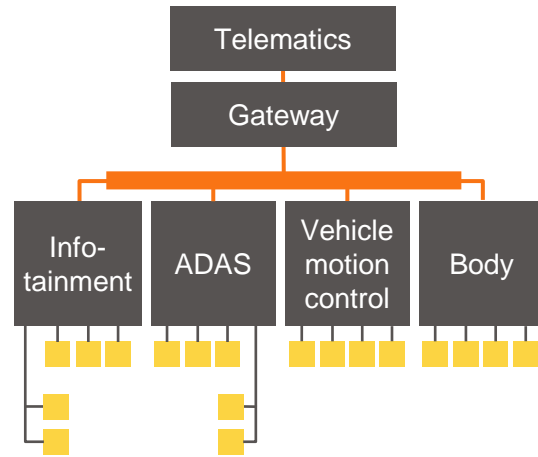 Telematics
Gateway
Info-
tainment
ADAS
Vehicle
motion
control
Body